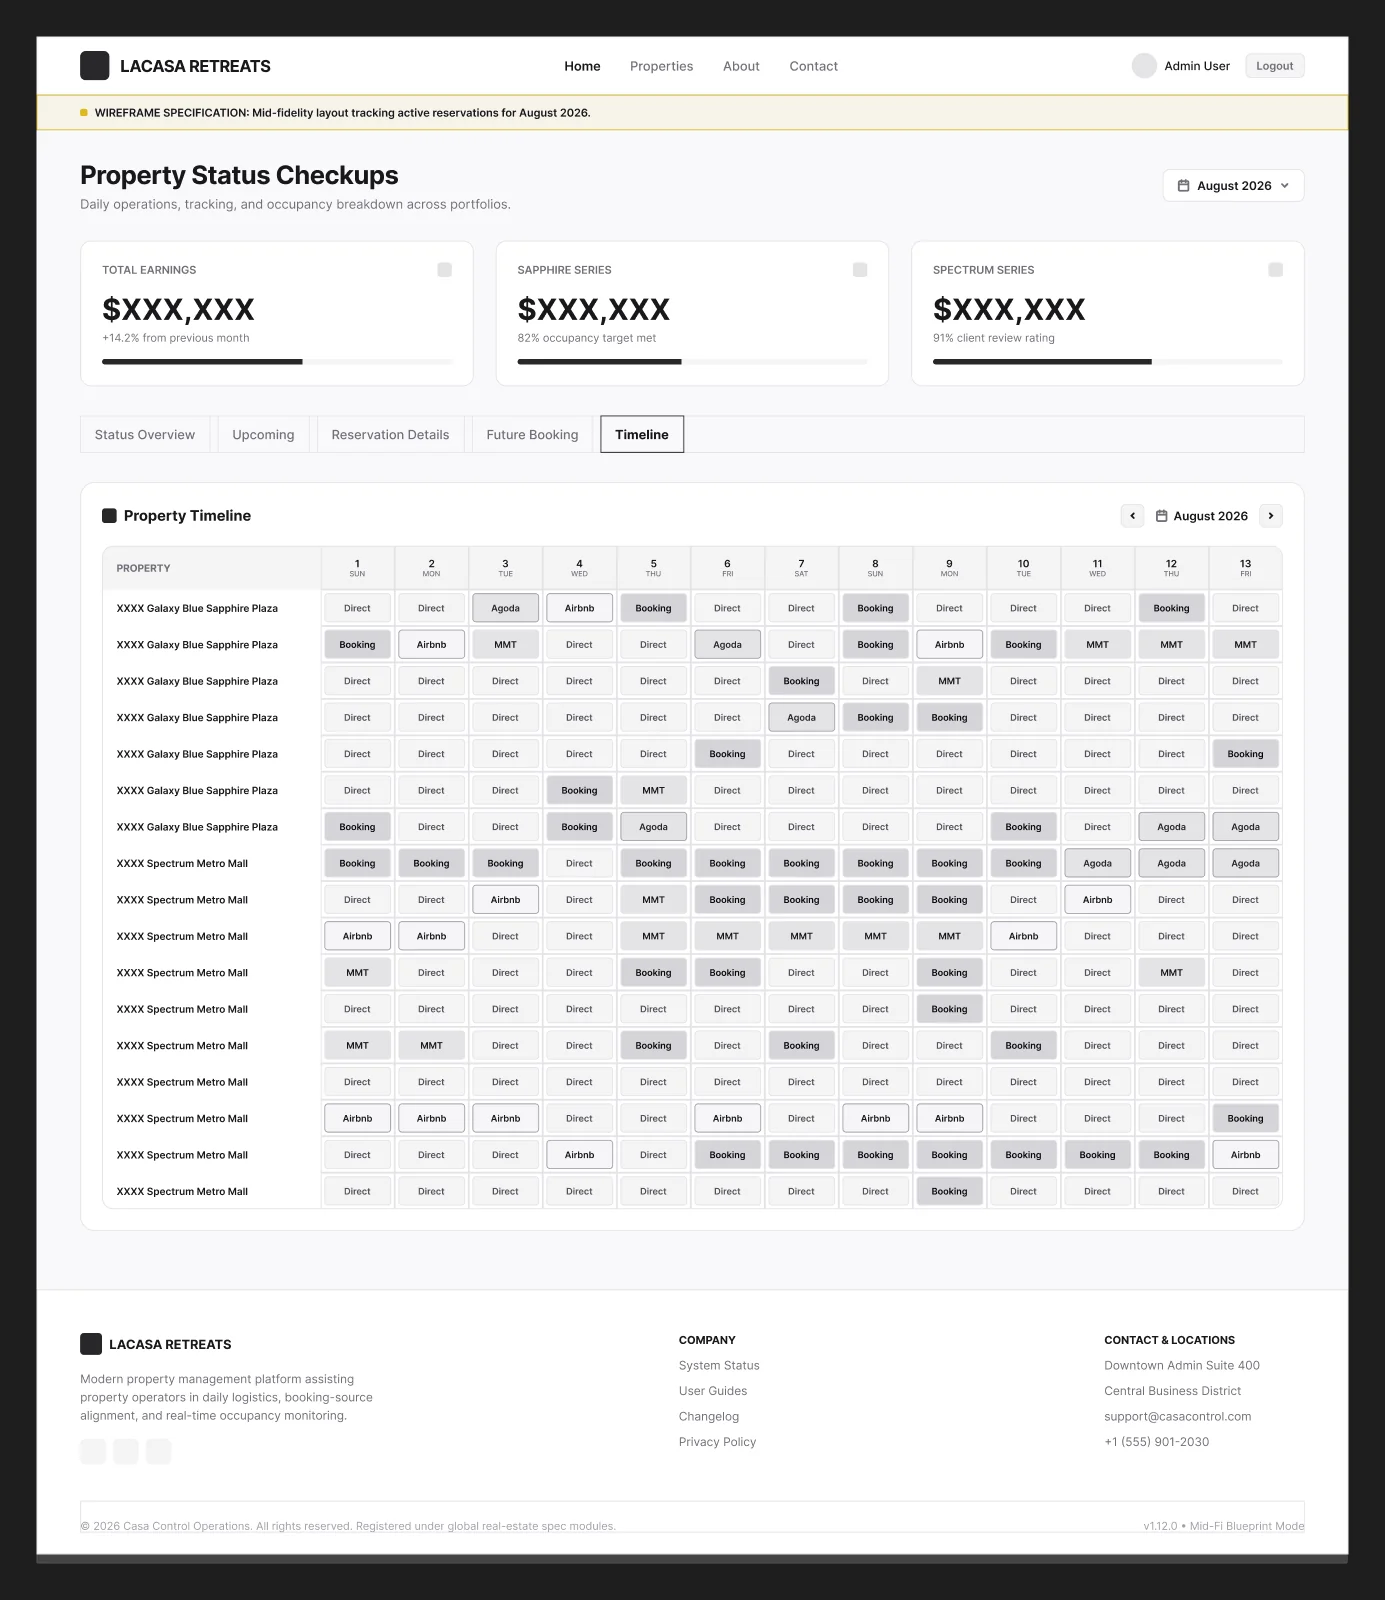 LACASA RETREATS
Home Properties About Contact
Admin User Logout
WIREFRAME SPECIFICATION: Mid-fidelity layout tracking active reservations for August 2026.
Property Status Checkups
Daily operations, tracking, and occupancy breakdown across portfolios.
August 2026
TOTAL EARNINGS
$XXX,XXX
+14.2% from previous month
SAPPHIRE SERIES
$XXX,XXX
82% occupancy target met
SPECTRUM SERIES
$XXX,XXX
91% client review rating
Status Overview Upcoming Reservation Details Future Booking Timeline
Property Timeline
August 2026
PROPERTY 1 2 3 4 5 6 7 8 9 10 11 12 13
SUN MON TUE WED THU FRI SAT SUN MON TUE WED THU FRI
XXXX Galaxy Blue Sapphire Plaza Direct Direct Agoda Airbnb Booking Direct Direct Booking Direct Direct Direct Booking Direct
XXXX Galaxy Blue Sapphire Plaza Booking Airbnb MMT Direct Direct Agoda Direct Booking Airbnb Booking MMT MMT MMT
XXXX Galaxy Blue Sapphire Plaza Direct Direct Direct Direct Direct Direct Booking Direct MMT Direct Direct Direct Direct
XXXX Galaxy Blue Sapphire Plaza Direct Direct Direct Direct Direct Direct Agoda Booking Booking Direct Direct Direct Direct
XXXX Galaxy Blue Sapphire Plaza Direct Direct Direct Direct Direct Booking Direct Direct Direct Direct Direct Direct Booking
XXXX Galaxy Blue Sapphire Plaza Direct Direct Direct Booking MMT Direct Direct Direct Direct Direct Direct Direct Direct
XXXX Galaxy Blue Sapphire Plaza Booking Direct Direct Booking Agoda Direct Direct Direct Direct Booking Direct Agoda Agoda
XXXX Spectrum Metro Mall Booking Booking Booking Direct Booking Booking Booking Booking Booking Booking Agoda Agoda Agoda
XXXX Spectrum Metro Mall Direct Direct Airbnb Direct MMT Booking Booking Booking Booking Direct Airbnb Direct Direct
XXXX Spectrum Metro Mall Airbnb Airbnb Direct Direct MMT MMT MMT MMT MMT Airbnb Direct Direct Direct
XXXX Spectrum Metro Mall MMT Direct Direct Direct Booking Booking Direct Direct Booking Direct Direct MMT Direct
XXXX Spectrum Metro Mall Direct Direct Direct Direct Direct Direct Direct Direct Booking Direct Direct Direct Direct
XXXX Spectrum Metro Mall MMT MMT Direct Direct Booking Direct Booking Direct Direct Booking Direct Direct Direct
XXXX Spectrum Metro Mall Direct Direct Direct Direct Direct Direct Direct Direct Direct Direct Direct Direct Direct
XXXX Spectrum Metro Mall Airbnb Airbnb Airbnb Direct Direct Airbnb Direct Airbnb Airbnb Direct Direct Direct Booking
XXXX Spectrum Metro Mall Direct Direct Direct Airbnb Direct Booking Booking Booking Booking Booking Booking Booking Airbnb
XXXX Spectrum Metro Mall Direct Direct Direct Direct Direct Direct Direct Direct Booking Direct Direct Direct Direct
LACASA RETREATS
Modern property management platform assisting
property operators in daily logistics, booking-source
alignment, and real-time occupancy monitoring.
COMPANY
System Status
User Guides
Changelog
Privacy Policy
CONTACT & LOCATIONS
Downtown Admin Suite 400
Central Business District
support@casacontrol.com
+1 (555) 901-2030
© 2026 Casa Control Operations. All rights reserved. Registered under global real-estate spec modules.
v1.12.0 • Mid-Fi Blueprint Mode